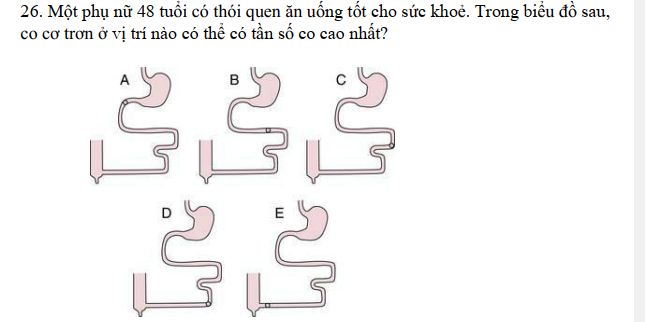 26. Một phụ nữ 48 tuổi có thói quen ăn uống tốt cho sức khoẻ. Trong biểu đồ sau,
co cơ trơn ở vị trí nào có thể có tần số co cao nhất?
A B C
D E